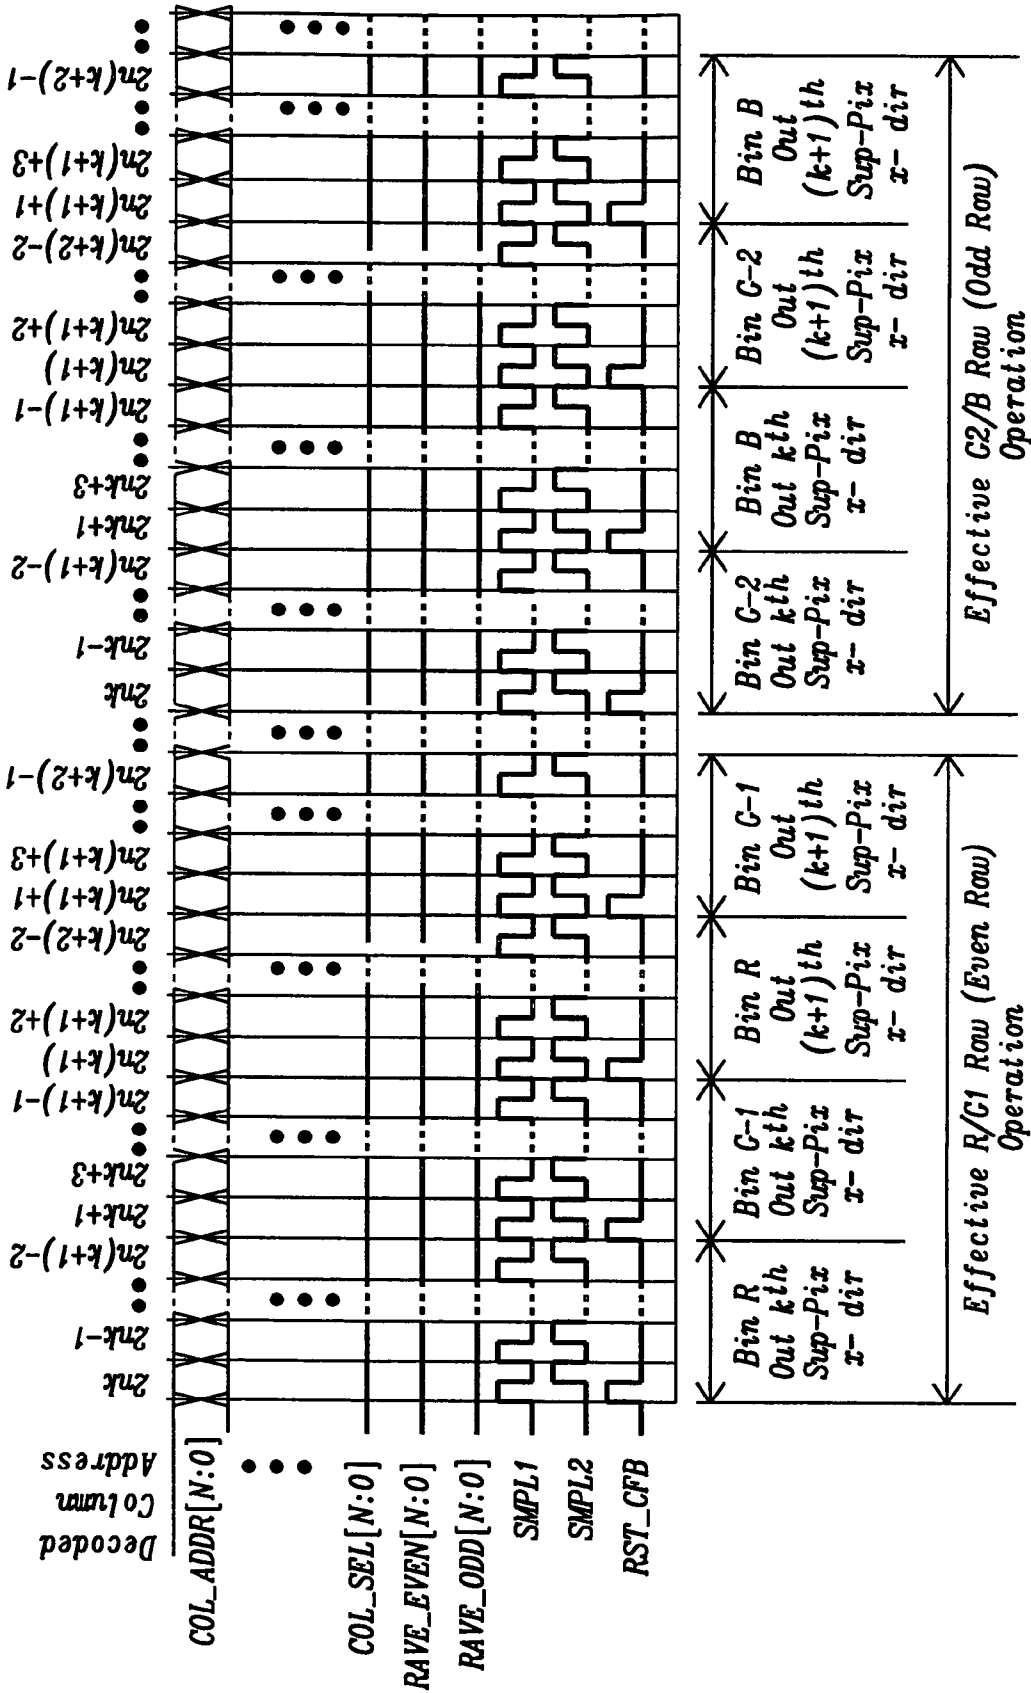 Decoded
Column
Address
2nk
2nk-1
2n(k+1)-2
2nk+1
2nk+3
2n(k+1)-1
2n(k+1)
2n(k+1)+2
2n(k+2)-2
2n(k+1)+1
2n(k+1)+3
2n(k+2)-1
2nk
2nk-1
2n(k+1)-2
2nk+1
2nk+3
2n(k+1)-1
2n(k+1)
2n(k+1)+2
2n(k+2)-2
2n(k+1)+1
2n(k+1)+3
2n(k+2)-1
COL_ADDR[N:0]
COL_SEL[N:0]
RAVE_EVEN[N:0]
RAVE_ODD[N:0]
SMPL1
SMPL2
RST_CFB
Bin R
Out kth
Sup-Pix
x- dir
Bin G-1
Out kth
Sup-Pix
x- dir
Bin R
Out
(k+1)th
Sup-Pix
x- dir
Bin G-1
Out
(k+1)th
Sup-Pix
x- dir
Bin G-2
Out kth
Sup-Pix
x- dir
Bin B
Out kth
Sup-Pix
x- dir
Bin G-2
Out
(k+1)th
Sup-Pix
x- dir
Bin B
Out
(k+1)th
Sup-Pix
x- dir
Effective R/G1 Row (Even Row)
Operation
Effective G2/B Row (Odd Row)
Operation